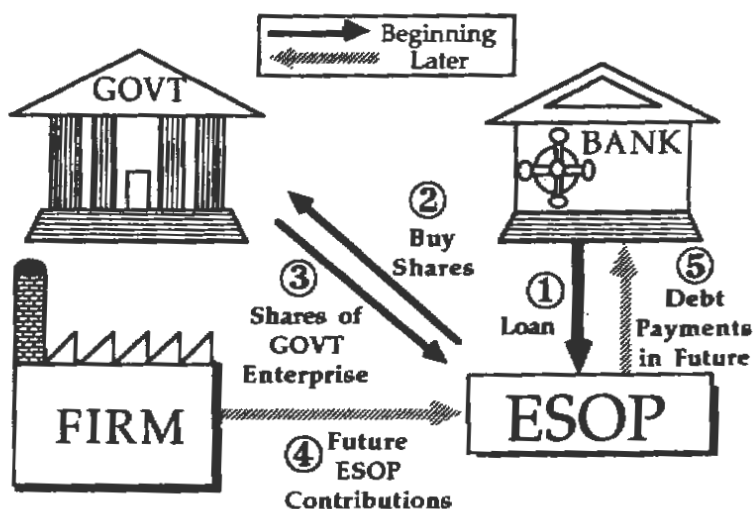 Beginning
Later
GOVT
BANK
② Buy
Shares
③
Shares of
GOVT
Enterprise
①
Loan
⑤
Debt
Payments
in Future
FIRM
ESOP
④ Future
ESOP
Contributions